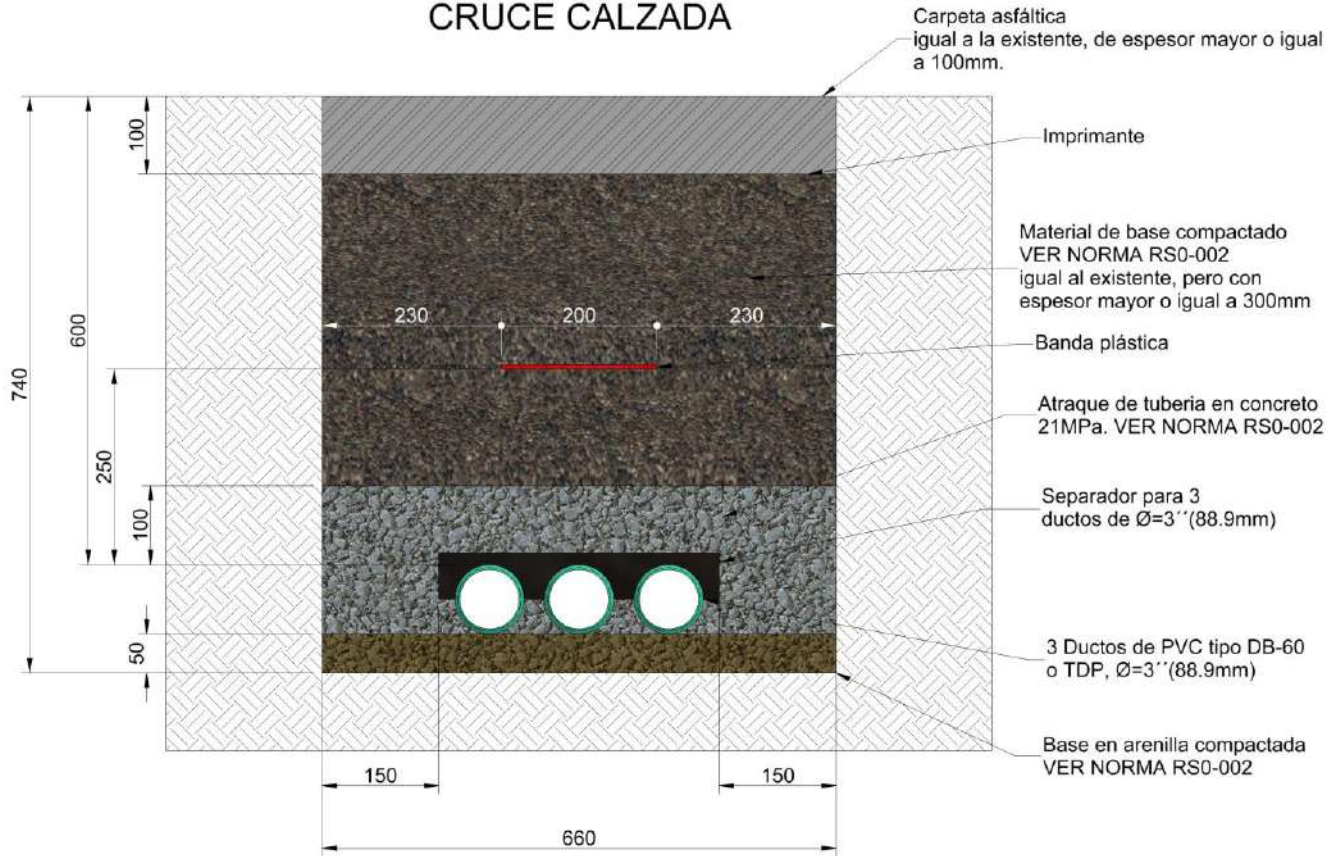 CRUCE CALZADA
Carpeta asfáltica
igual a la existente, de espesor mayor o igual
a 100mm.
Imprimante
Material de base compactado
VER NORMA RS0-002
igual al existente, pero con
espesor mayor o igual a 300mm
Banda plástica
Atraque de tuberia en concreto
21MPa. VER NORMA RS0-002
Separador para 3
ductos de Ø=3´´(88.9mm)
3 Ductos de PVC tipo DB-60
o TDP, Ø=3´´(88.9mm)
Base en arenilla compactada
VER NORMA RS0-002
100
600
740
250
100
50
230 200 230
150 150
660